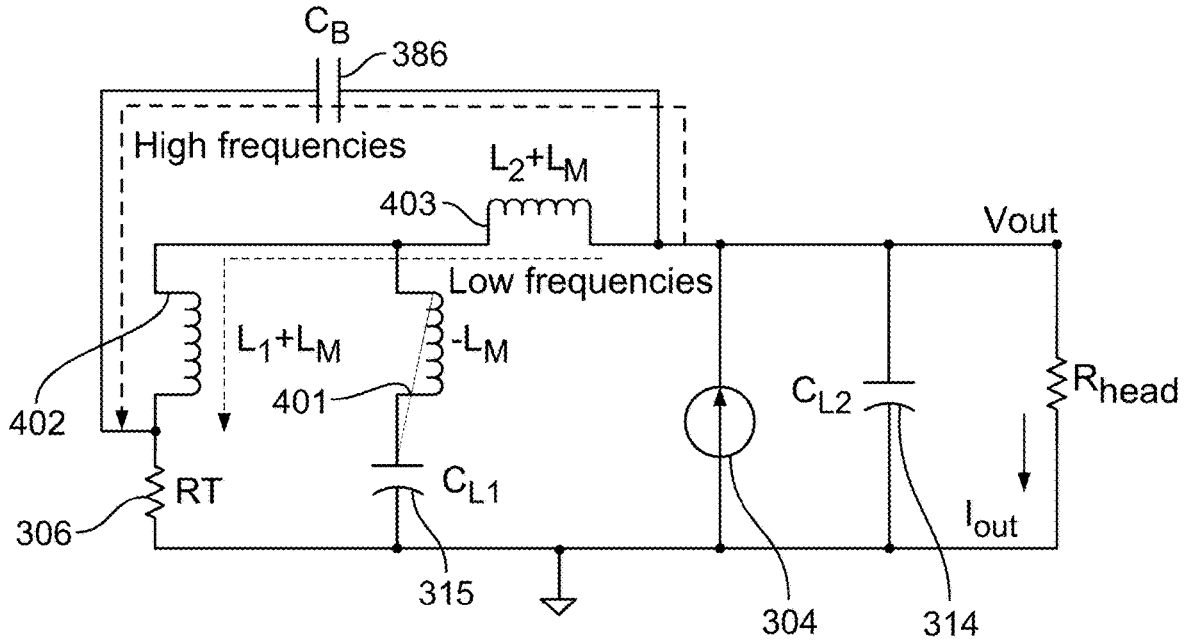 C_B
386
High frequencies
L_2+L_M
403
Vout
Low frequencies
L_1+L_M
-L_M
401
402
C_L2
R_head
RT
C_L1
306
I_out
315
304
314